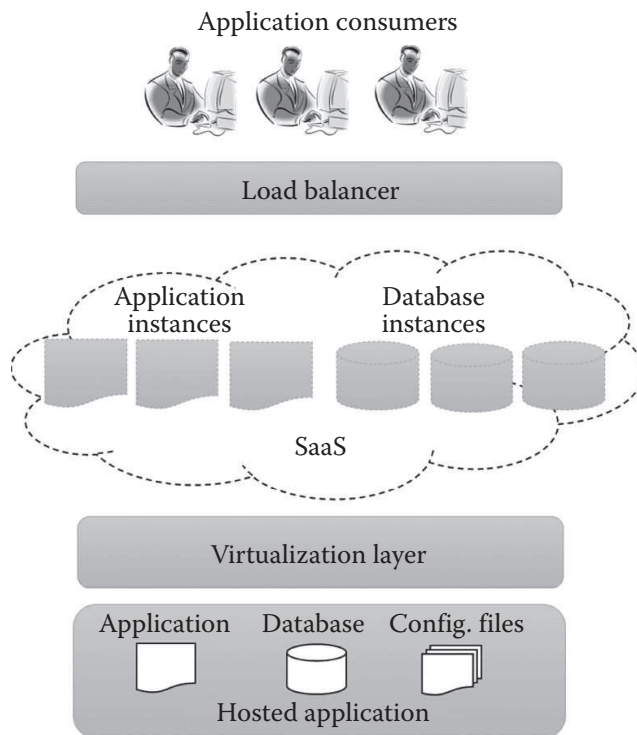 Application consumers
Load balancer
Application
instances
Database
instances
SaaS
Virtualization layer
Application
Database
Config. files
Hosted application